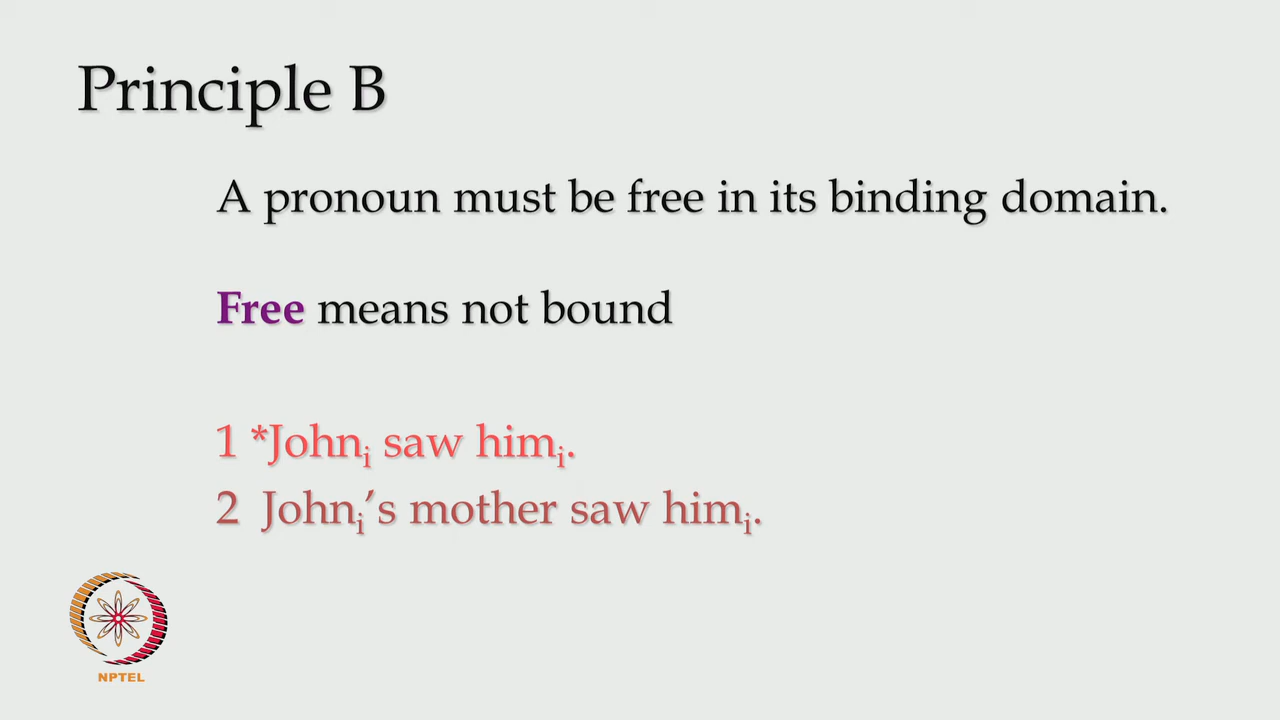 Principle B
A pronoun must be free in its binding domain.
Free means not bound
1 *Johnᵢ saw himᵢ.
2 Johnᵢ’s mother saw himᵢ.
NPTEL